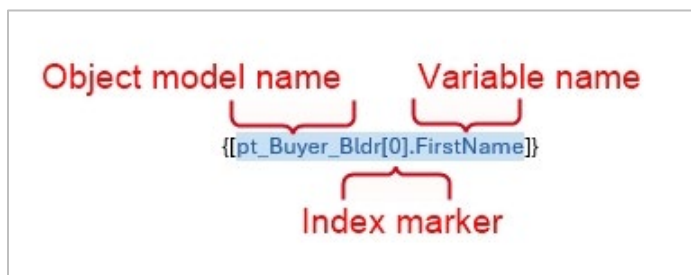 Object model name Variable name
{[pt_Buyer_Bldr[0].FirstName]}
Index marker